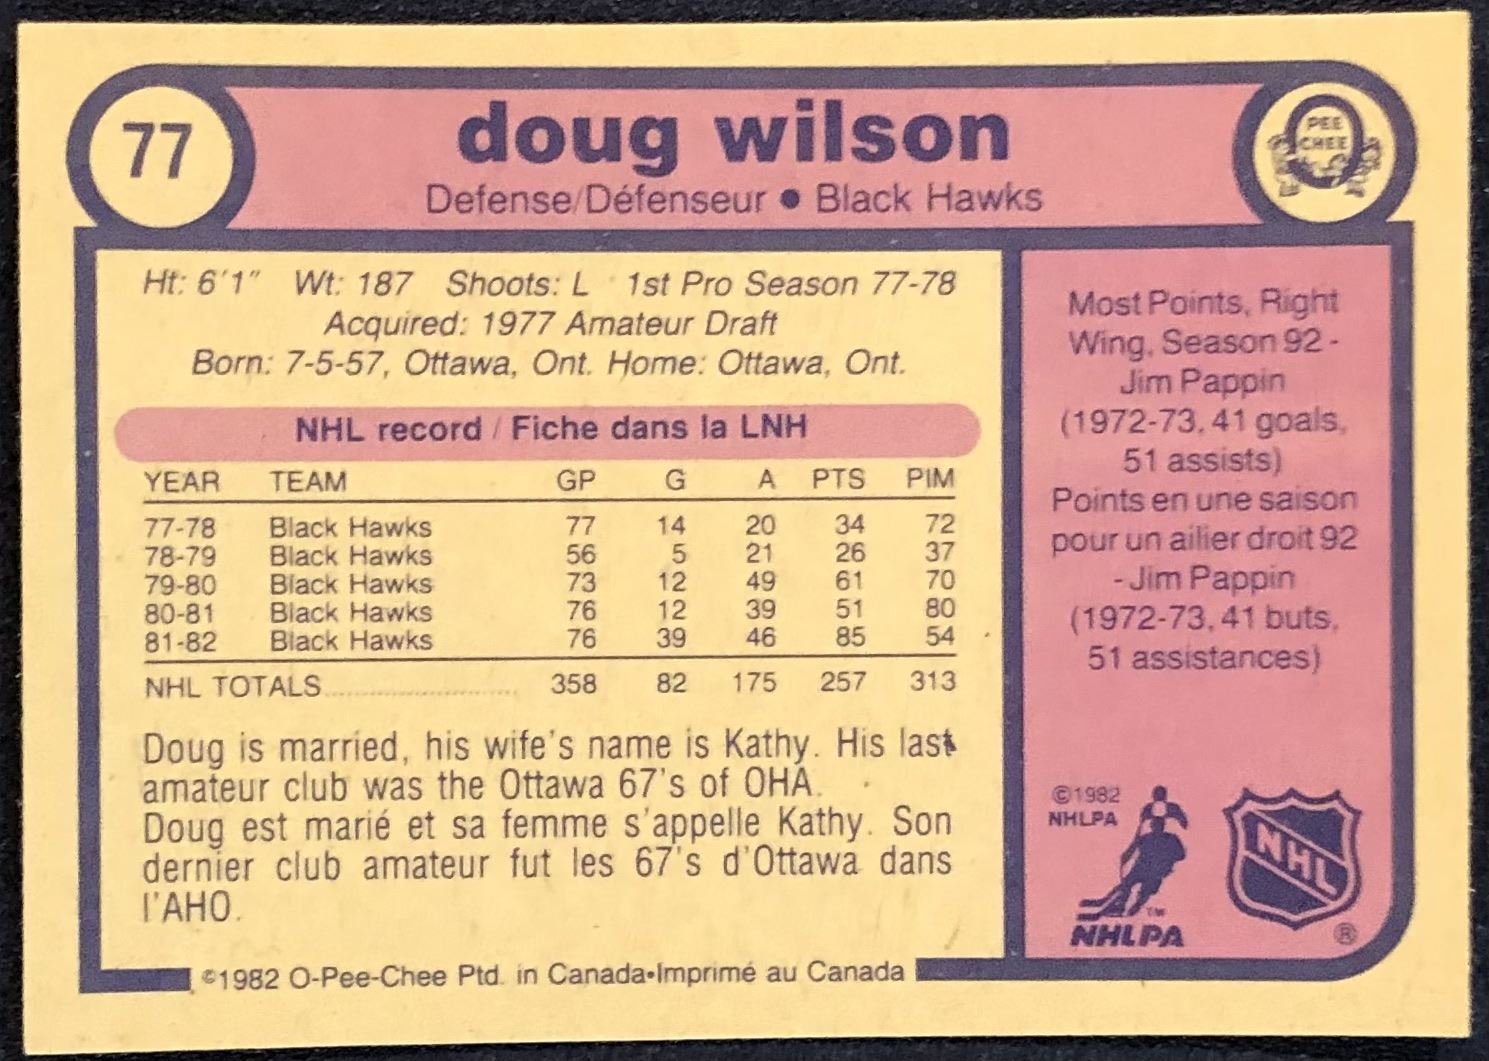 77
doug wilson
PEE
CHEE
Defense/Défenseur • Black Hawks
Ht: 6'1" Wt: 187 Shoots: L 1st Pro Season 77-78
Acquired: 1977 Amateur Draft
Born: 7-5-57, Ottawa, Ont. Home: Ottawa, Ont.
NHL record / Fiche dans la LNH
YEAR TEAM GP G A PTS PIM
77-78 Black Hawks 77 14 20 34 72
78-79 Black Hawks 56 5 21 26 37
79-80 Black Hawks 73 12 49 61 70
80-81 Black Hawks 76 12 39 51 80
81-82 Black Hawks 76 39 46 85 54
NHL TOTALS 358 82 175 257 313
Doug is married, his wife's name is Kathy. His last
amateur club was the Ottawa 67's of OHA.
Doug est marié et sa femme s'appelle Kathy. Son
dernier club amateur fut les 67's d'Ottawa dans
l'AHO.
Most Points, Right
Wing, Season 92 -
Jim Pappin
(1972-73, 41 goals,
51 assists)
Points en une saison
pour un ailier droit 92
- Jim Pappin
(1972-73, 41 buts,
51 assistances)
©1982
NHLPA
TM
NHLPA
NHL
®
©1982 O-Pee-Chee Ptd. in Canada•Imprimé au Canada